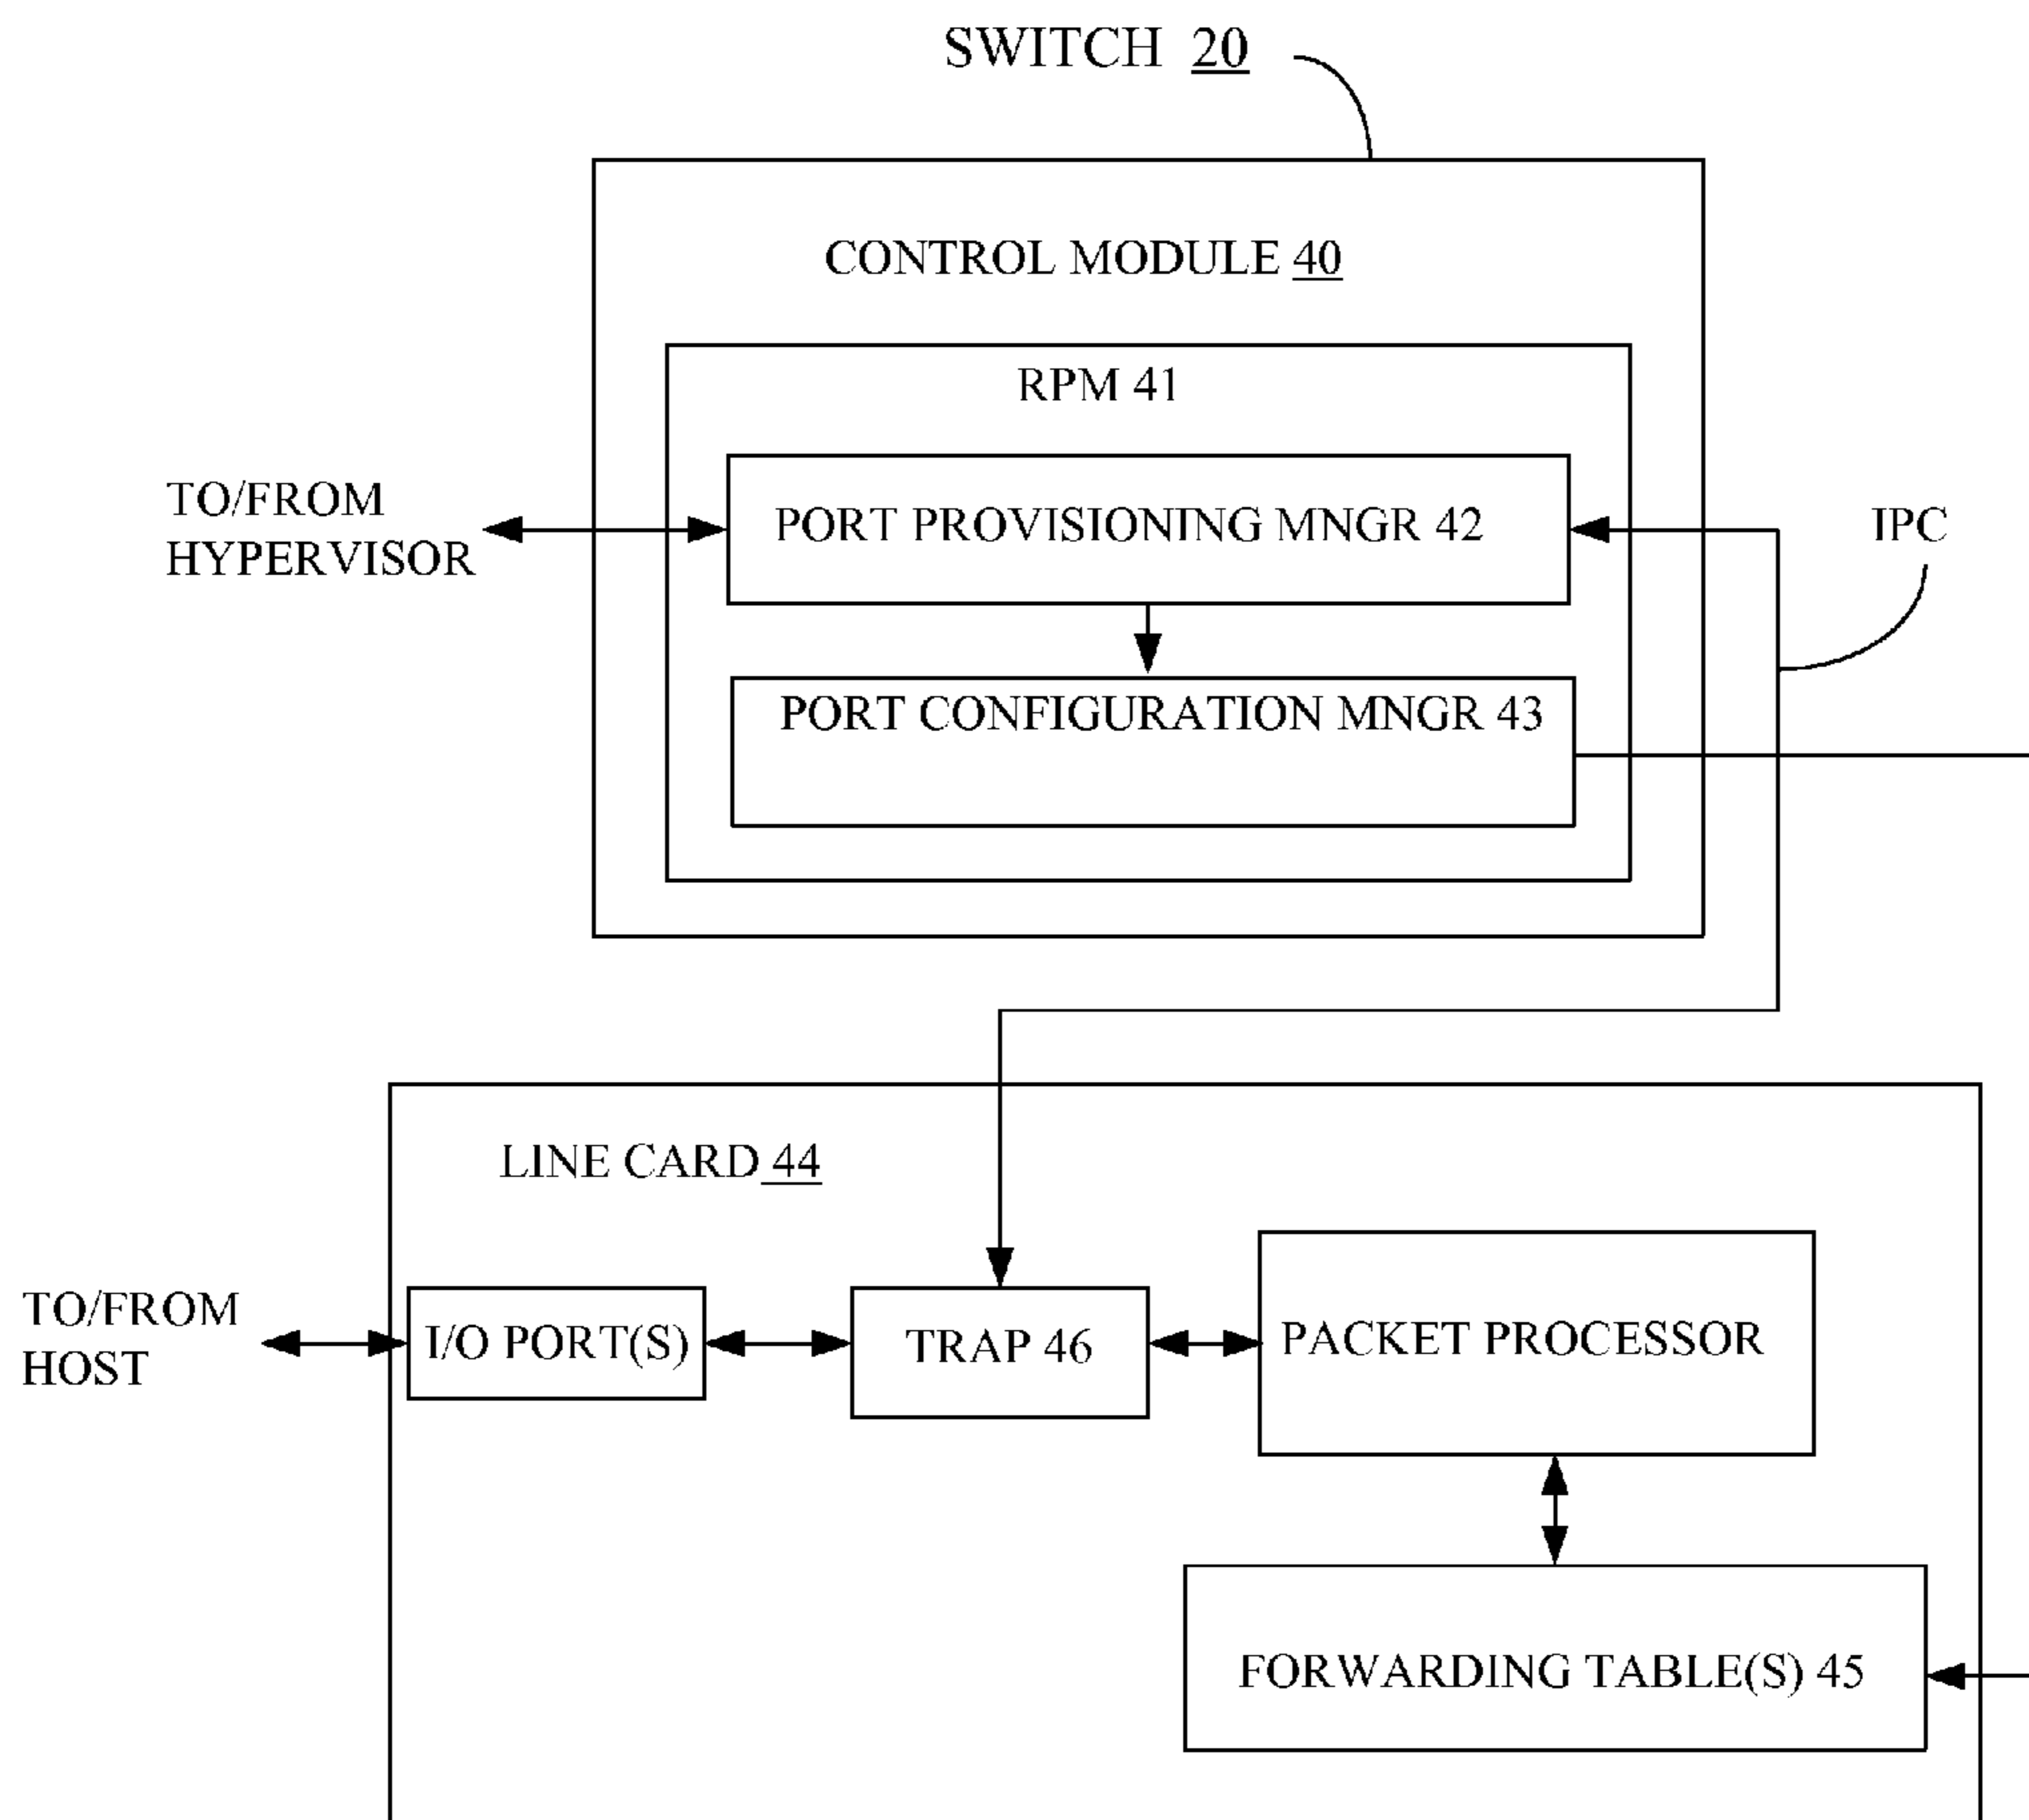 SWITCH 20
CONTROL MODULE 40
RPM 41
TO/FROM
HYPERVISOR
PORT PROVISIONING MNGR 42
IPC
PORT CONFIGURATION MNGR 43
LINE CARD 44
TO/FROM
HOST
I/O PORT(S)
TRAP 46
PACKET PROCESSOR
FORWARDING TABLE(S) 45